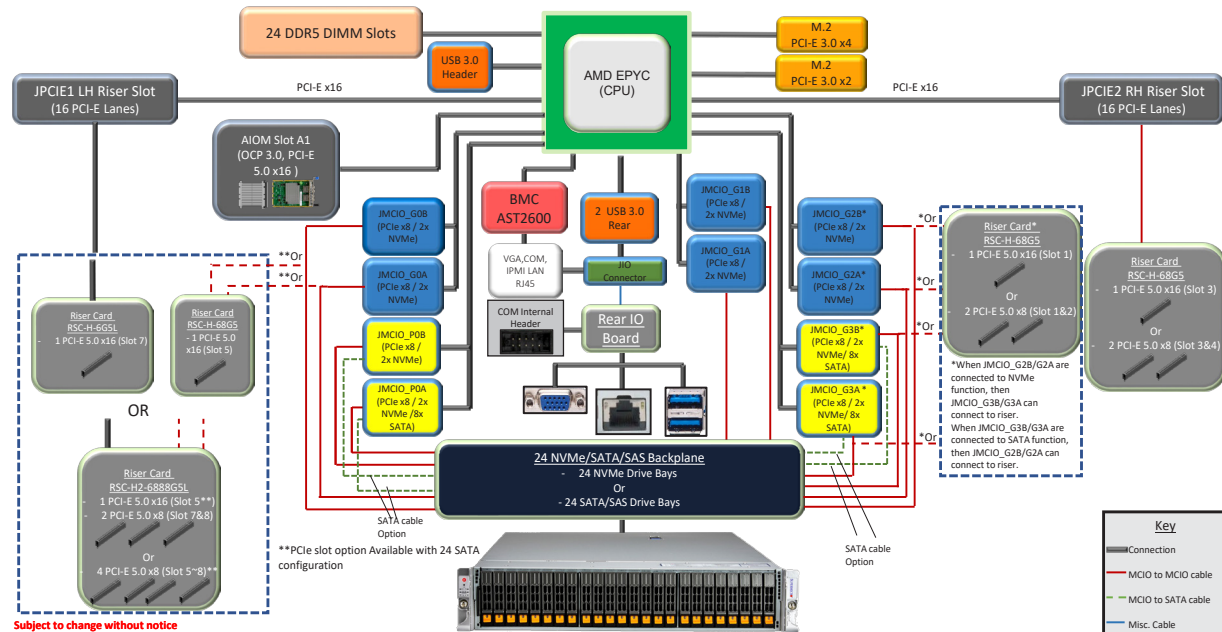 24 DDR5 DIMM Slots
USB 3.0
Header
AMD EPYC
(CPU)
M.2
PCI-E 3.0 x4
M.2
PCI-E 3.0 x2
JPCIE1 LH Riser Slot
(16 PCI-E Lanes)
PCI-E x16
PCI-E x16
JPCIE2 RH Riser Slot
(16 PCI-E Lanes)
AIOM Slot A1
(OCP 3.0, PCI-E
5.0 x16 )
JMCIO_G0B
(PCIe x8 / 2x
NVMe)
JMCIO_G0A
(PCIe x8 / 2x
NVMe)
JMCIO_P0B
(PCIe x8 /
2x NVMe)
JMCIO_P0A
(PCIe x8 / 2x
NVMe /8x
SATA)
BMC
AST2600
2 USB 3.0
Rear
VGA,COM,
IPMI LAN
RJ45
JIO
Connector
COM Internal
Header
Rear IO
Board
JMCIO_G1B
(PCIe x8 /
2x NVMe)
JMCIO_G1A
(PCIe x8 /
2x NVMe)
JMCIO_G2B*
(PCIe x8 / 2x
NVMe)
JMCIO_G2A*
(PCIe x8 / 2x
NVMe)
JMCIO_G3B*
(PCIe x8 /
2x NVMe/ 8x
SATA)
JMCIO_G3A *
(PCIe x8 /
2x NVMe/ 8x
SATA)
**Or
**Or
*Or
*Or
*Or
*Or
Riser Card
RSC-H-6G5L
- 1 PCI-E 5.0 x16 (Slot 7)
Riser Card
RSC-H-68G5
- 1 PCI-E 5.0
x16 (Slot 5)
OR
Riser Card
RSC-H2-6888G5L
- 1 PCI-E 5.0 x16 (Slot 5**)
- 2 PCI-E 5.0 x8 (Slot 7&8)
Or
- 4 PCI-E 5.0 x8 (Slot 5~8)**
Riser Card*
RSC-H-68G5
- 1 PCI-E 5.0 x16 (Slot 1)
Or
- 2 PCI-E 5.0 x8 (Slot 1&2)
*When JMCIO_G2B/G2A are
connected to NVMe
function, then
JMCIO_G3B/G3A can
connect to riser.
When JMCIO_G3B/G3A are
connected to SATA function,
then JMCIO_G2B/G2A can
connect to riser.
Riser Card
RSC-H-68G5
- 1 PCI-E 5.0 x16 (Slot 3)
Or
- 2 PCI-E 5.0 x8 (Slot 3&4)
24 NVMe/SATA/SAS Backplane
- 24 NVMe Drive Bays
Or
- 24 SATA/SAS Drive Bays
SATA cable
Option
SATA cable
Option
**PCIe slot option Available with 24 SATA
configuration
Key
Connection
MCIO to MCIO cable
MCIO to SATA cable
Misc. Cable
Subject to change without notice